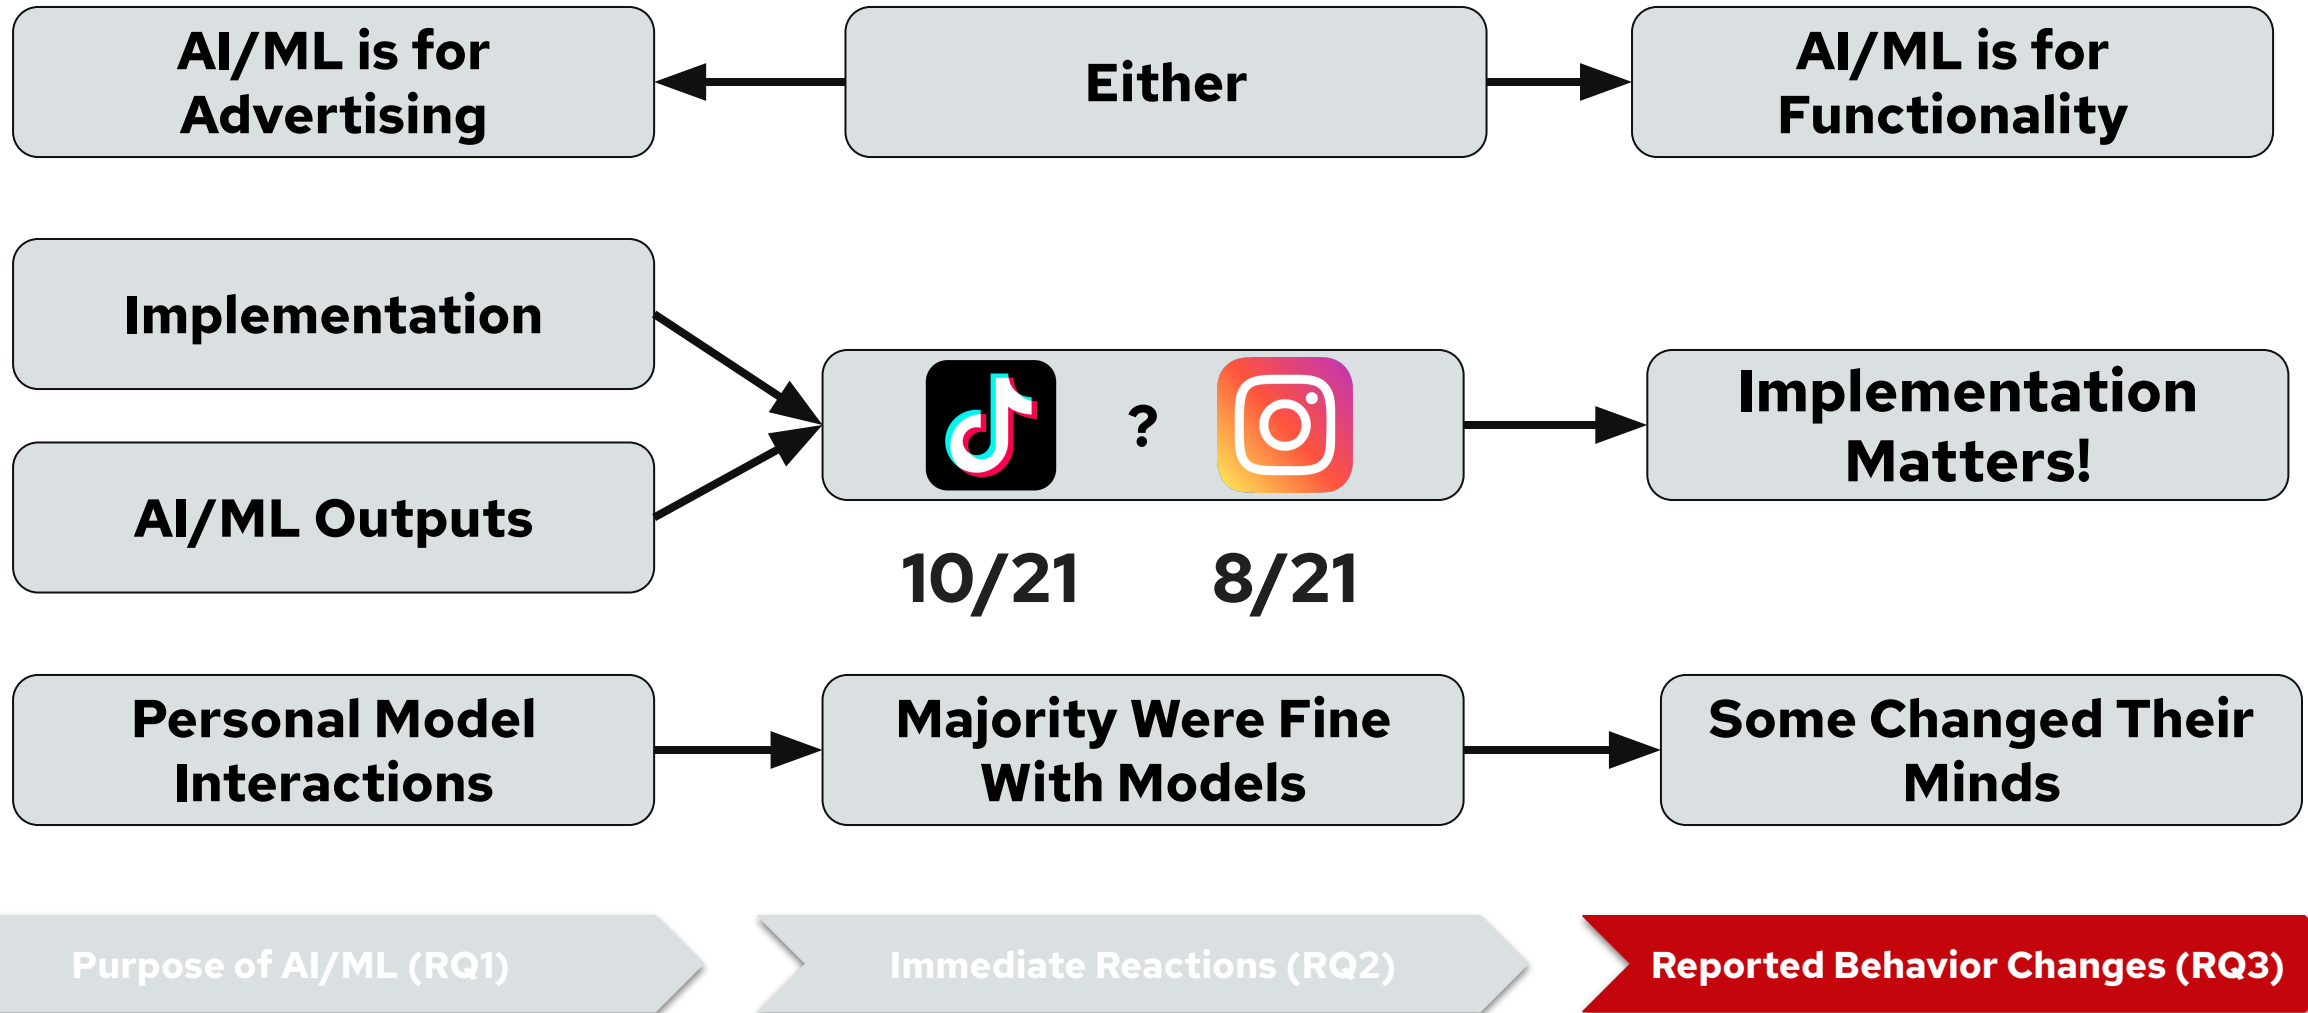 AI/ML is for
Advertising
Either
AI/ML is for
Functionality
Implementation
AI/ML Outputs
?
10/21
8/21
Implementation
Matters!
Personal Model
Interactions
Majority Were Fine
With Models
Some Changed Their
Minds
Purpose of AI/ML (RQ1)
Immediate Reactions (RQ2)
Reported Behavior Changes (RQ3)